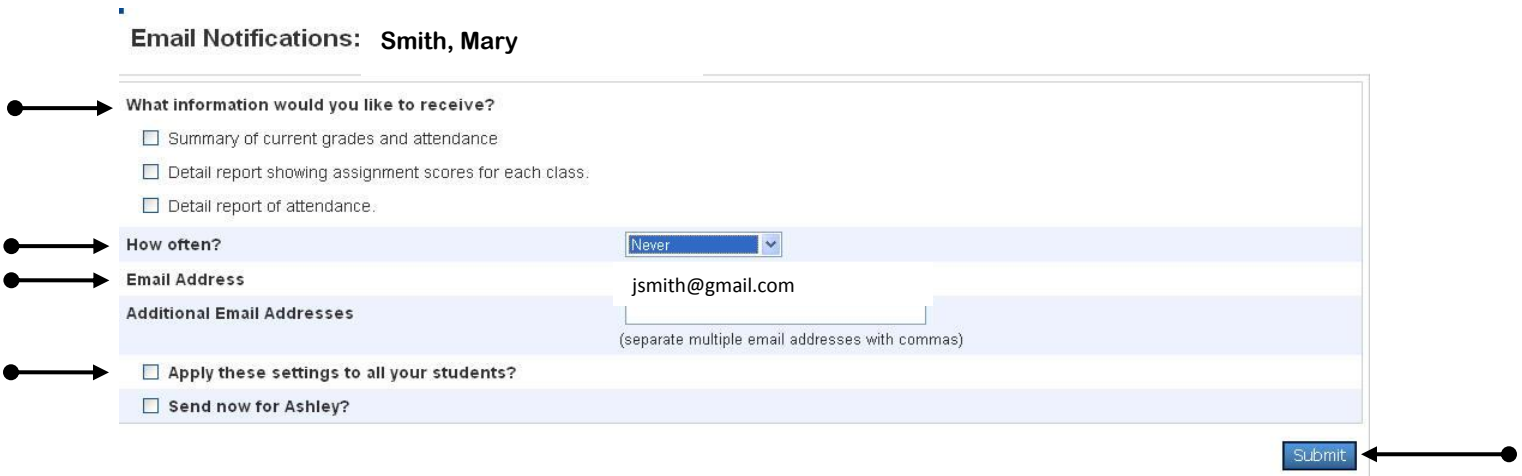 Email Notifications: Smith, Mary
What information would you like to receive?
Summary of current grades and attendance
Detail report showing assignment scores for each class.
Detail report of attendance.
How often? Never
Email Address jsmith@gmail.com
Additional Email Addresses
(separate multiple email addresses with commas)
Apply these settings to all your students?
Send now for Ashley?
Submit